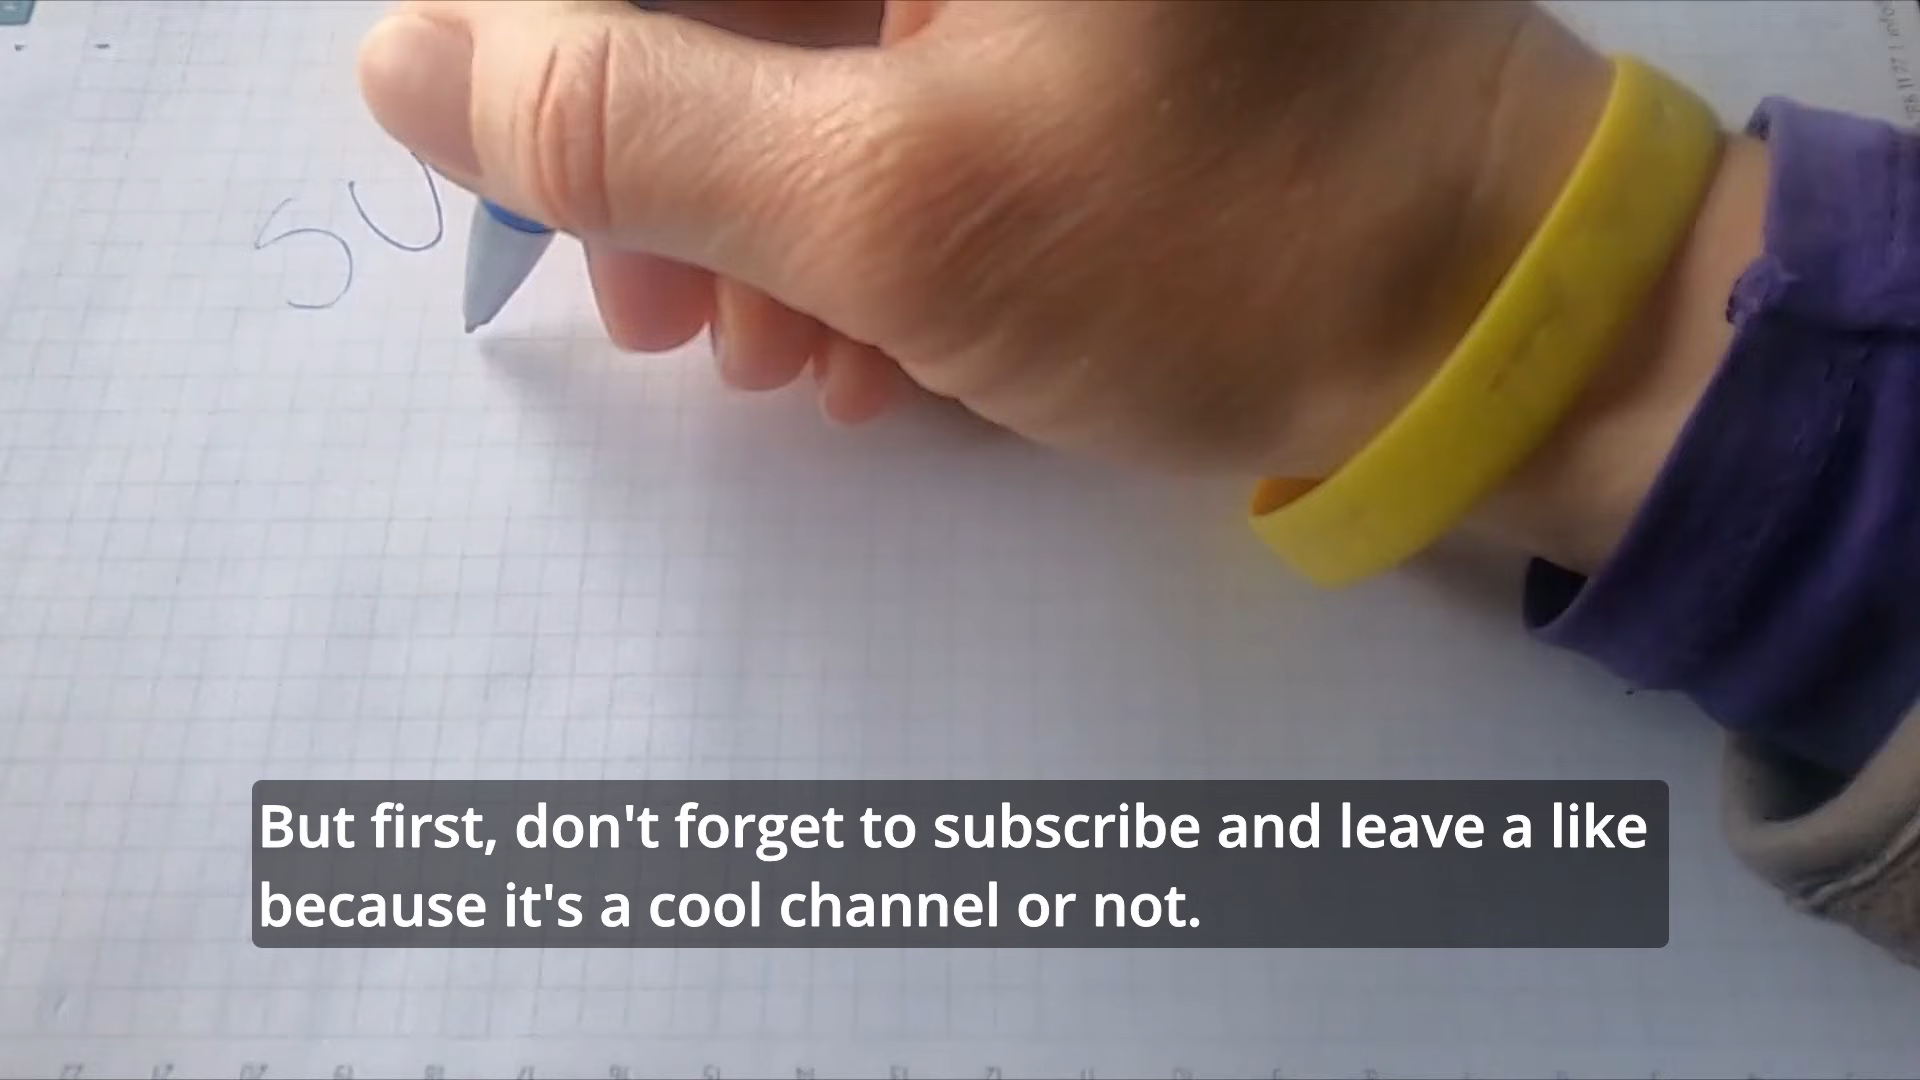 SU
But first, don't forget to subscribe and leave a like
because it's a cool channel or not.